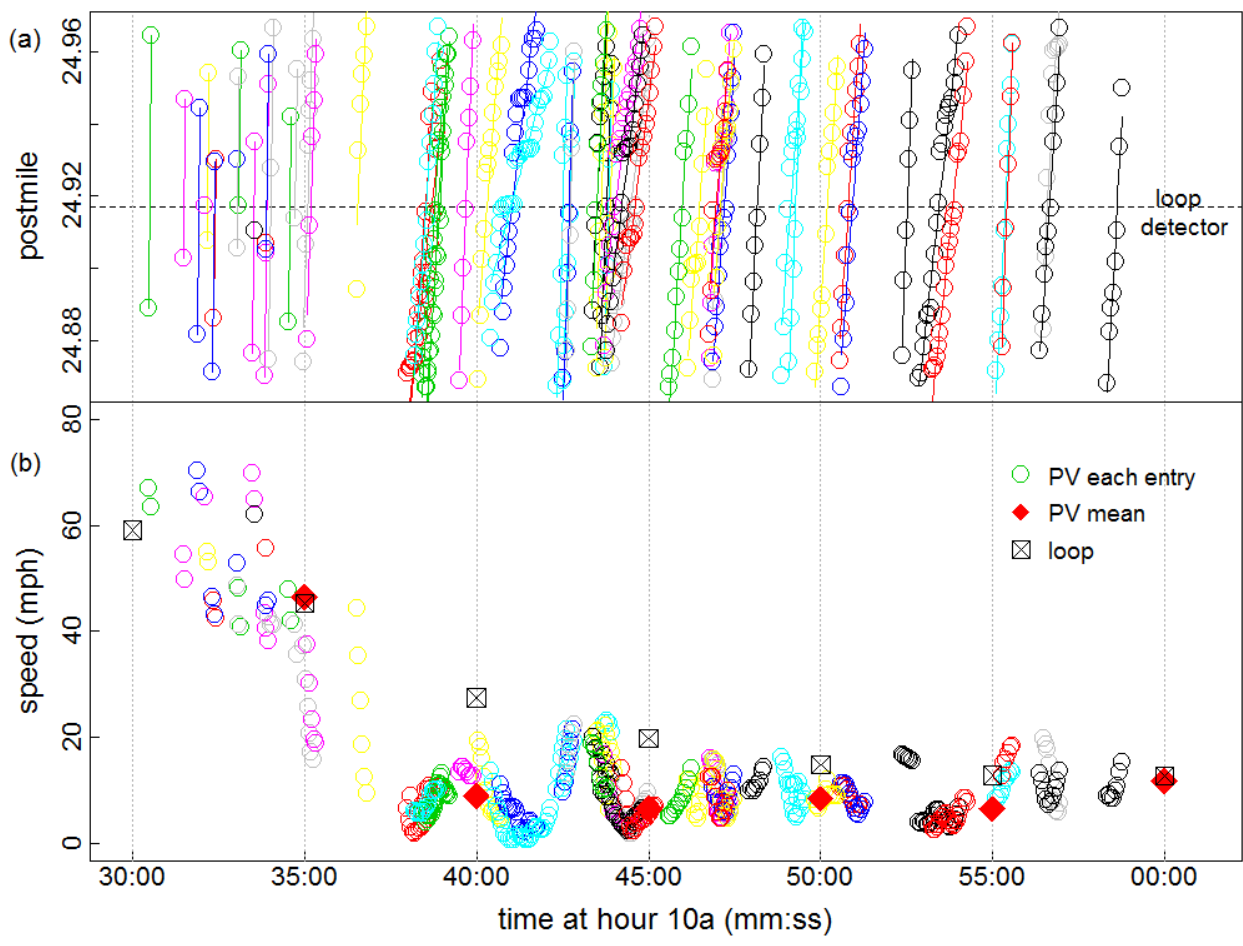 (a)
24.96
24.92
24.88
postmile
loop
detector
(b)
80
60
40
20
0
speed (mph)
PV each entry
PV mean
loop
30:00 35:00 40:00 45:00 50:00 55:00 00:00
time at hour 10a (mm:ss)